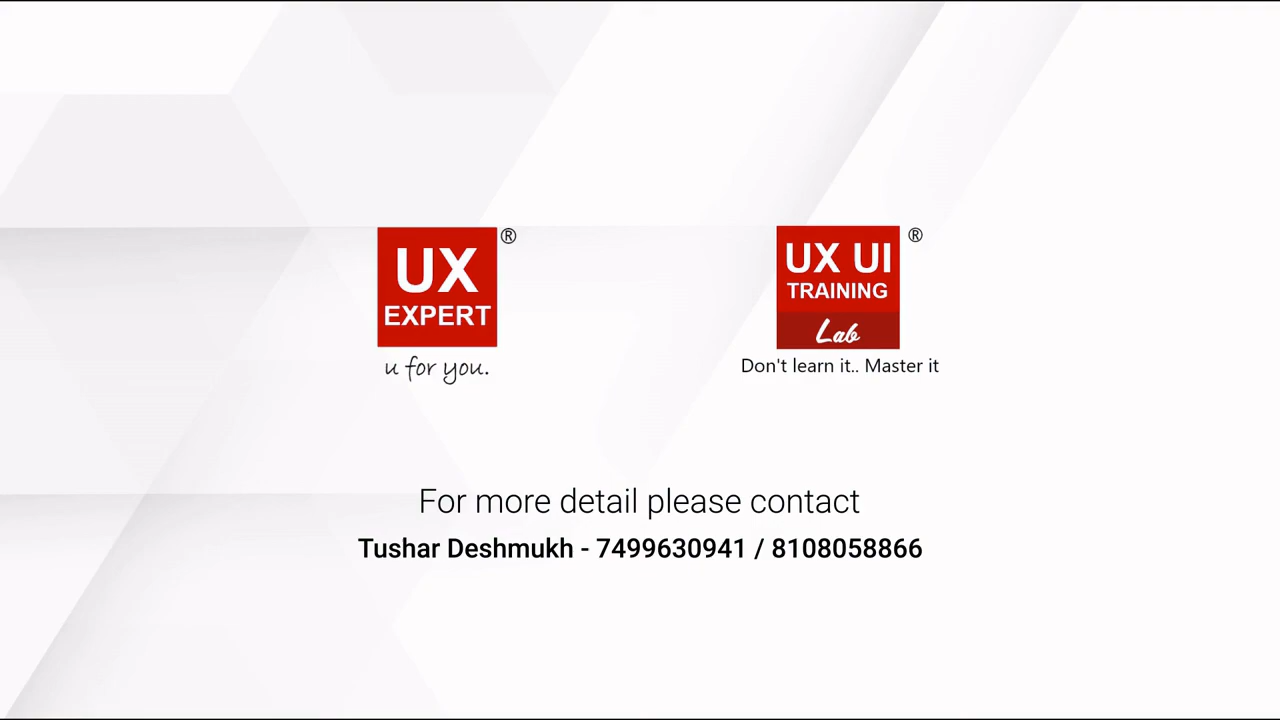 UX ®
EXPERT
u for you.
UX UI ®
TRAINING
Lab
Don't learn it.. Master it
For more detail please contact
Tushar Deshmukh - 7499630941 / 8108058866